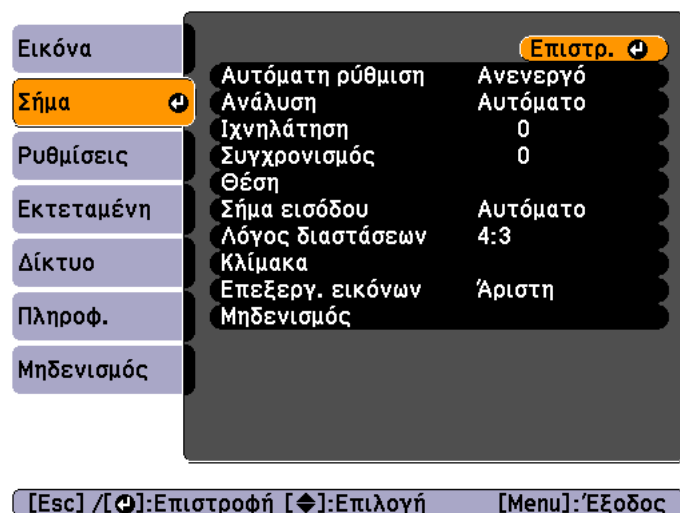 Εικόνα
Σήμα
Ρυθμίσεις
Εκτεταμένη
Δίκτυο
Πληροφ.
Μηδενισμός
Επιστρ.
Αυτόματη ρύθμιση Ανενεργό
Ανάλυση Αυτόματο
Ιχνηλάτηση 0
Συγχρονισμός 0
Θέση
Σήμα εισόδου Αυτόματο
Λόγος διαστάσεων 4:3
Κλίμακα
Επεξεργ. εικόνων Άριστη
Μηδενισμός
[Esc] /[⏎]:Επιστροφή [◆]:Επιλογή [Menu]:Έξοδος